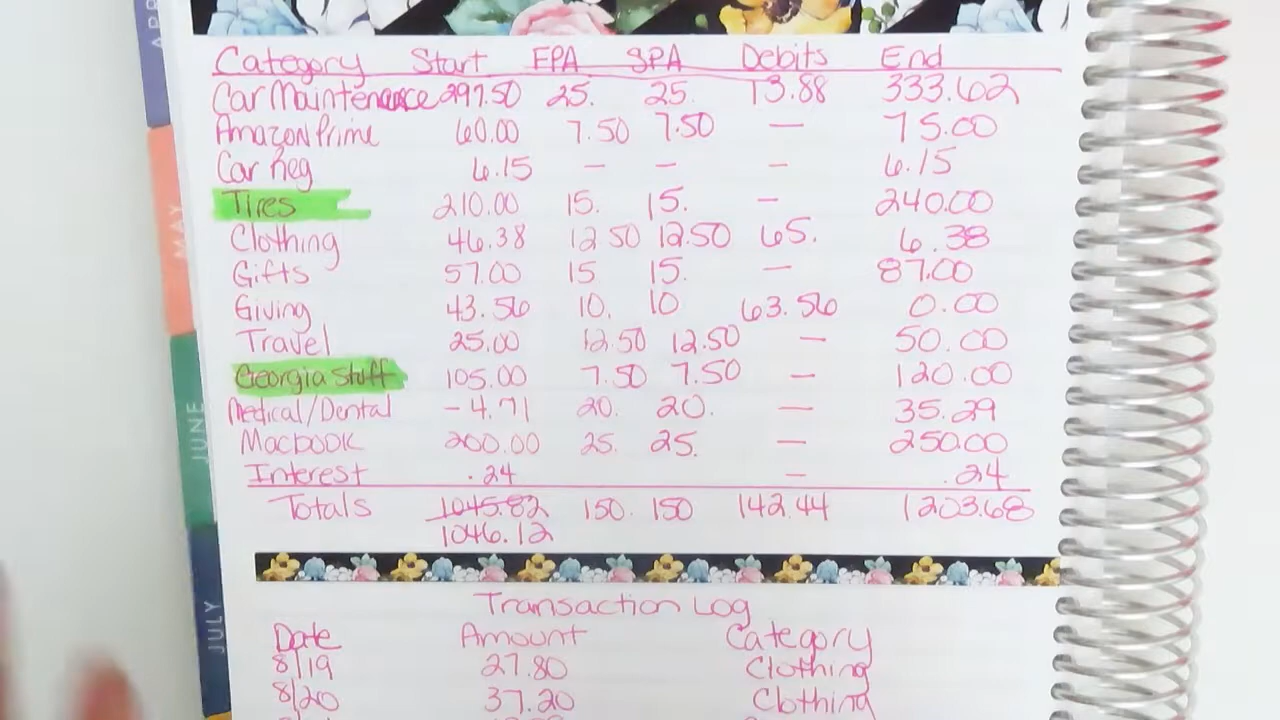 Category Start FPA SPA Debits End
Car Maintenance 297.50 25. 25. 13.88 333.62
Amazon Prime 60.00 7.50 7.50 — 75.00
Car Reg 6.15 - - - 6.15
Tires 210.00 15. 15. - 240.00
Clothing 46.38 12.50 12.50 65. 6.38
Gifts 57.00 15 15. - 87.00
Giving 43.56 10. 10 63.56 0.00
Travel 25.00 12.50 12.50 - 50.00
Georgia Stuff 105.00 7.50 7.50 - 120.00
Medical/Dental -4.71 20. 20. - 35.29
Macbook 200.00 25. 25. - 250.00
Interest .24 - .24
Totals 1045.82 150. 150 142.44 1203.68
1046.12
Transaction Log
Date Amount Category
8/19 27.80 Clothing
8/20 37.20 Clothing
MAY
JUNE
JULY